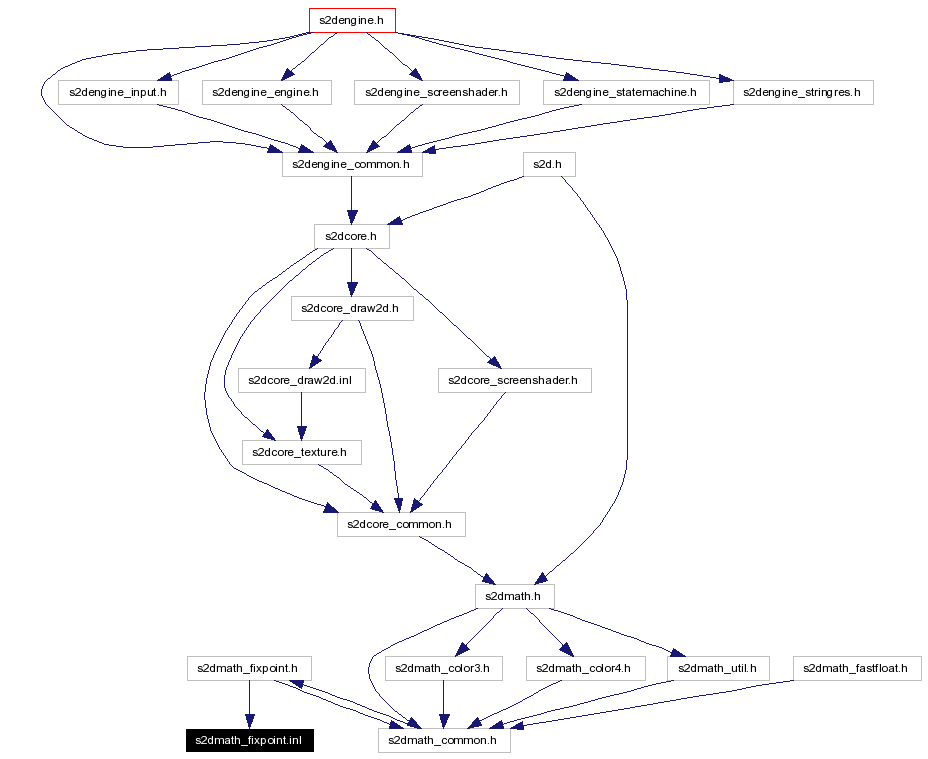 s2dengine.h
s2dengine_input.h
s2dengine_engine.h
s2dengine_screenshader.h
s2dengine_statemachine.h
s2dengine_stringres.h
s2dengine_common.h
s2d.h
s2dcore.h
s2dcore_draw2d.h
s2dcore_draw2d.inl
s2dcore_screenshader.h
s2dcore_texture.h
s2dcore_common.h
s2dmath.h
s2dmath_fixpoint.h
s2dmath_color3.h
s2dmath_color4.h
s2dmath_util.h
s2dmath_fastfloat.h
s2dmath_fixpoint.inl
s2dmath_common.h